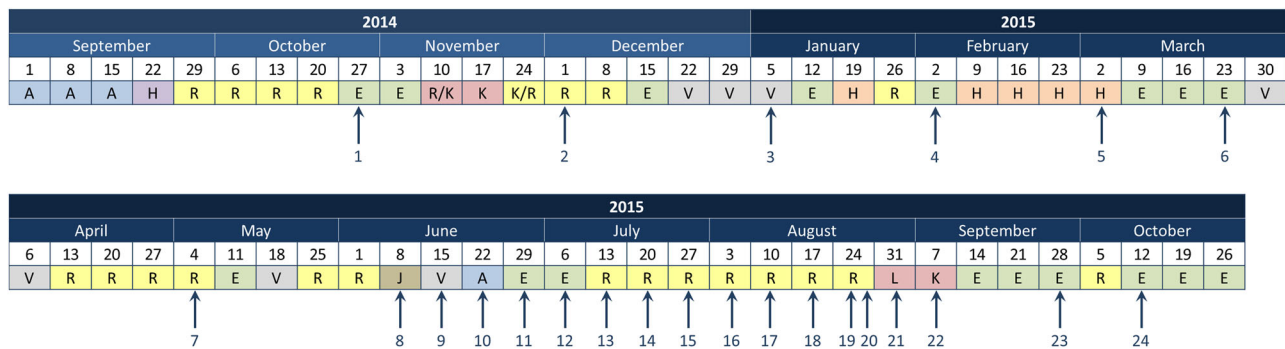 2014 2015
September October November December January February March
1 8 15 22 29 6 13 20 27 3 10 17 24 1 8 15 22 29 5 12 19 26 2 9 16 23 2 9 16 23 30
A A A H R R R R E E R/K K K/R R R E V V V E H R E H H H H E E E V
1 2 3 4 5 6
2015
April May June July August September October
6 13 20 27 4 11 18 25 1 8 15 22 29 6 13 20 27 3 10 17 24 31 7 14 21 28 5 12 19 26
V R R R R E V R R J V A E E R R R R R R R L K E E E R E E E
7 8 9 10 11 12 13 14 15 16 17 18 19 20 21 22 23 24